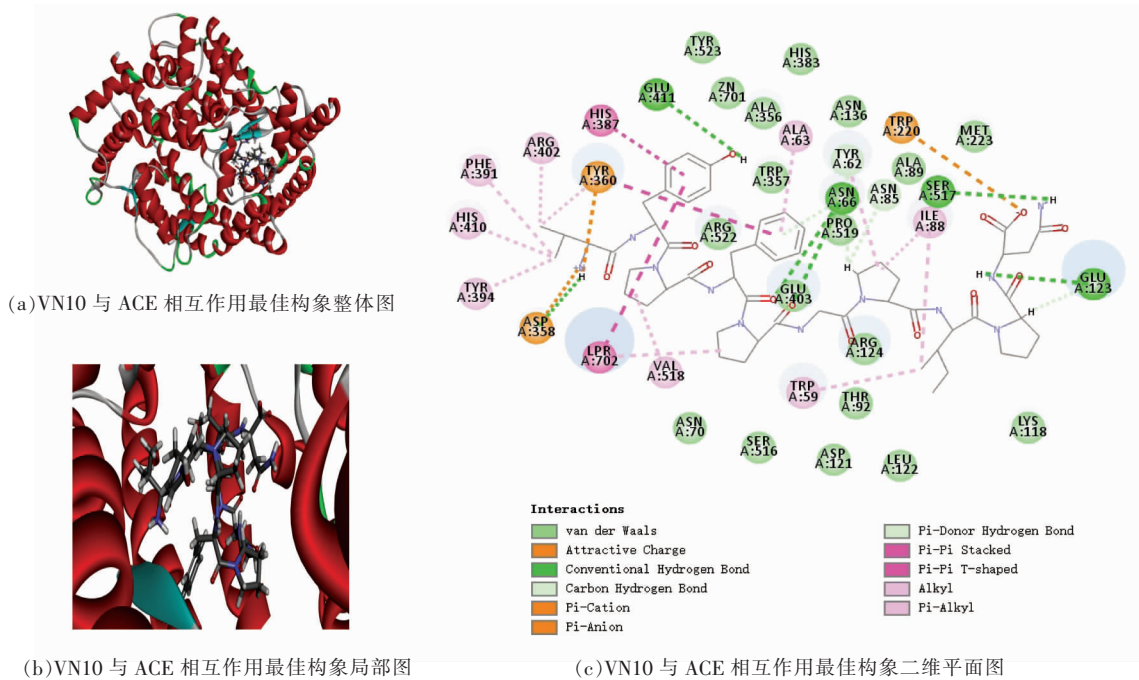 TYR
A:523
HIS
A:383
GLU
A:411
ZN
A:701
ALA
A:356
ASN
A:136
TRP
A:220
MET
A:223
HIS
A:387
ALA
A:63
TYR
A:62
ARG
A:402
PHE
A:391
TYR
A:360
TRP
A:357
ASN
A:66
ASN
A:85
ALA
A:89
SER
A:517
HIS
A:410
ARG
A:522
PRO
A:519
ILE
A:88
TYR
A:394
GLU
A:403
GLU
A:123
ASP
A:358
LPR
A:702
VAL
A:518
ARG
A:124
TRP
A:59
THR
A:92
ASN
A:70
SER
A:516
ASP
A:121
LEU
A:122
LYS
A:118
O
H
N
H
N
O
N
O
N
O
N
O
N
O
N
O
H
N
O
N
O
H
N
O
O
O
N
H
(a)VN10 与 ACE 相互作用最佳构象整体图
Interactions
van der Waals
Attractive Charge
Conventional Hydrogen Bond
Carbon Hydrogen Bond
Pi-Cation
Pi-Anion
Pi-Donor Hydrogen Bond
Pi-Pi Stacked
Pi-Pi T-shaped
Alkyl
Pi-Alkyl
(b)VN10 与 ACE 相互作用最佳构象局部图
(c)VN10 与 ACE 相互作用最佳构象二维平面图